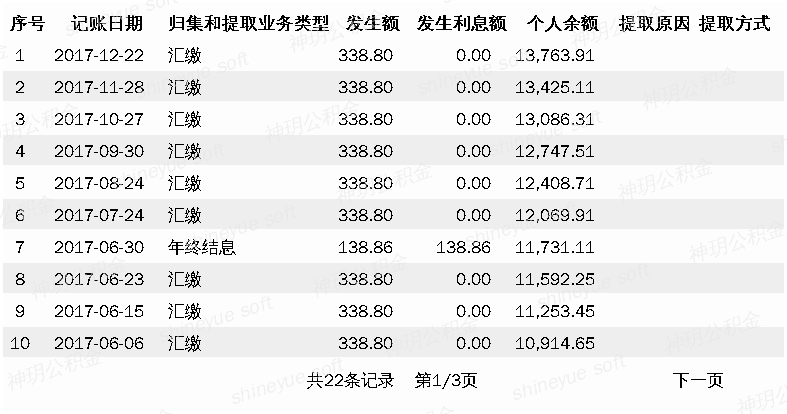 序号 记账日期 归集和提取业务类型 发生额 发生利息额 个人余额 提取原因 提取方式
1 2017-12-22 汇缴 338.80 0.00 13,763.91
2 2017-11-28 汇缴 338.80 0.00 13,425.11
3 2017-10-27 汇缴 338.80 0.00 13,086.31
4 2017-09-30 汇缴 338.80 0.00 12,747.51
5 2017-08-24 汇缴 338.80 0.00 12,408.71
6 2017-07-24 汇缴 338.80 0.00 12,069.91
7 2017-06-30 年终结息 138.86 138.86 11,731.11
8 2017-06-23 汇缴 338.80 0.00 11,592.25
9 2017-06-15 汇缴 338.80 0.00 11,253.45
10 2017-06-06 汇缴 338.80 0.00 10,914.65
共22条记录 第1/3页 下一页
神玥公积金
shineyue soft